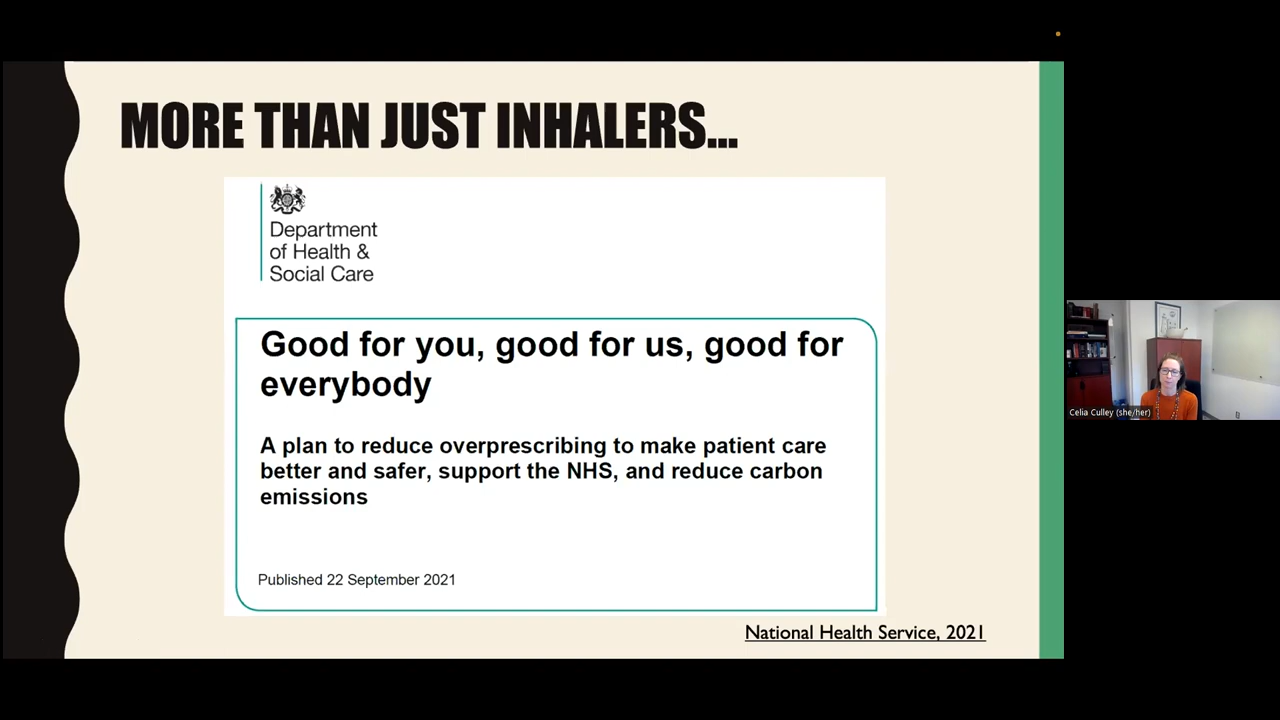 MORE THAN JUST INHALERS...
Department
of Health &
Social Care
Good for you, good for us, good for
everybody
A plan to reduce overprescribing to make patient care
better and safer, support the NHS, and reduce carbon
emissions
Published 22 September 2021
National Health Service, 2021
Celia Culley (she/her)